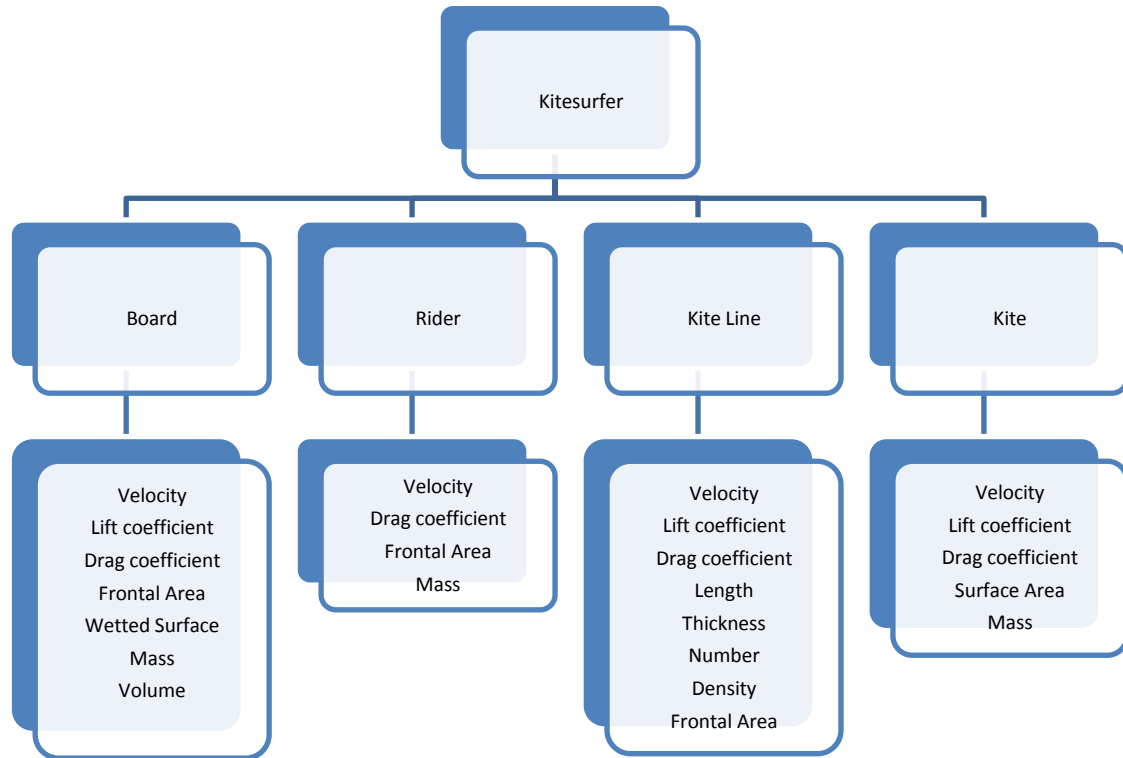 Kitesurfer
Board
Rider
Kite Line
Kite
Velocity
Lift coefficient
Drag coefficient
Frontal Area
Wetted Surface
Mass
Volume
Velocity
Drag coefficient
Frontal Area
Mass
Velocity
Lift coefficient
Drag coefficient
Length
Thickness
Number
Density
Frontal Area
Velocity
Lift coefficient
Drag coefficient
Surface Area
Mass